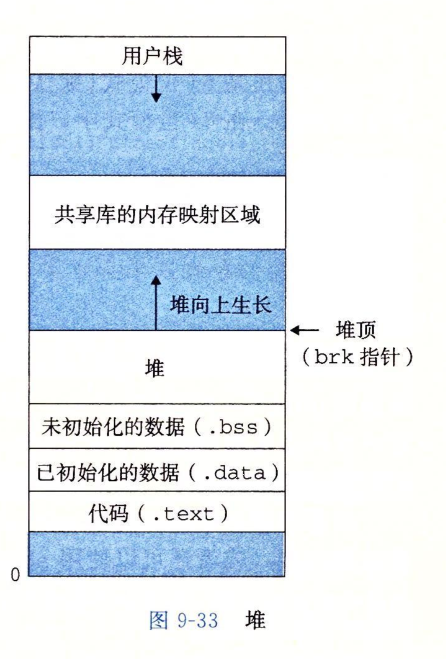 用户栈
共享库的内存映射区域
堆向上生长
堆顶
(brk 指针)
堆
未初始化的数据(.bss)
已初始化的数据(.data)
代码(.text)
0
图 9-33 堆